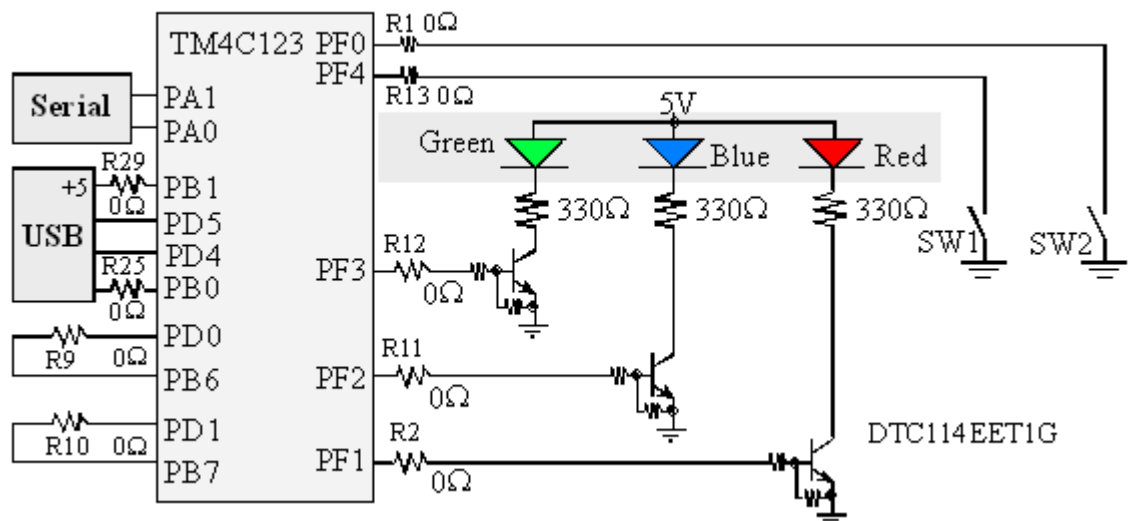 TM4C123
PF0
R1 0Ω
PF4
R13 0Ω
Serial
PA1
PA0
5V
Green
Blue
Red
R29
+5
0Ω
PB1
USB
PD5
PD4
R25
PB0
0Ω
330Ω
330Ω
330Ω
SW1
SW2
PF3
R12
0Ω
PD0
R9
0Ω
PB6
PF2
R11
0Ω
PD1
R10
0Ω
PB7
PF1
R2
0Ω
DTC114EET1G